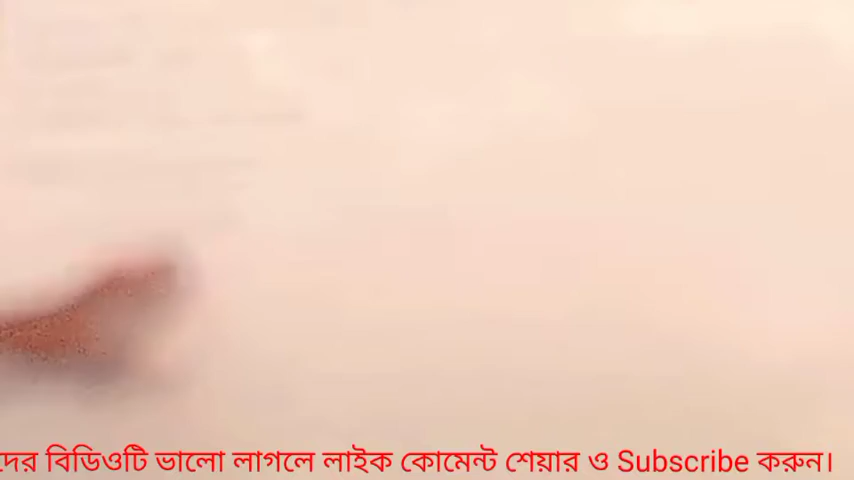 দের বিডিওটি ভালো লাগলে লাইক কোমেন্ট শেয়ার ও Subscribe করুন।